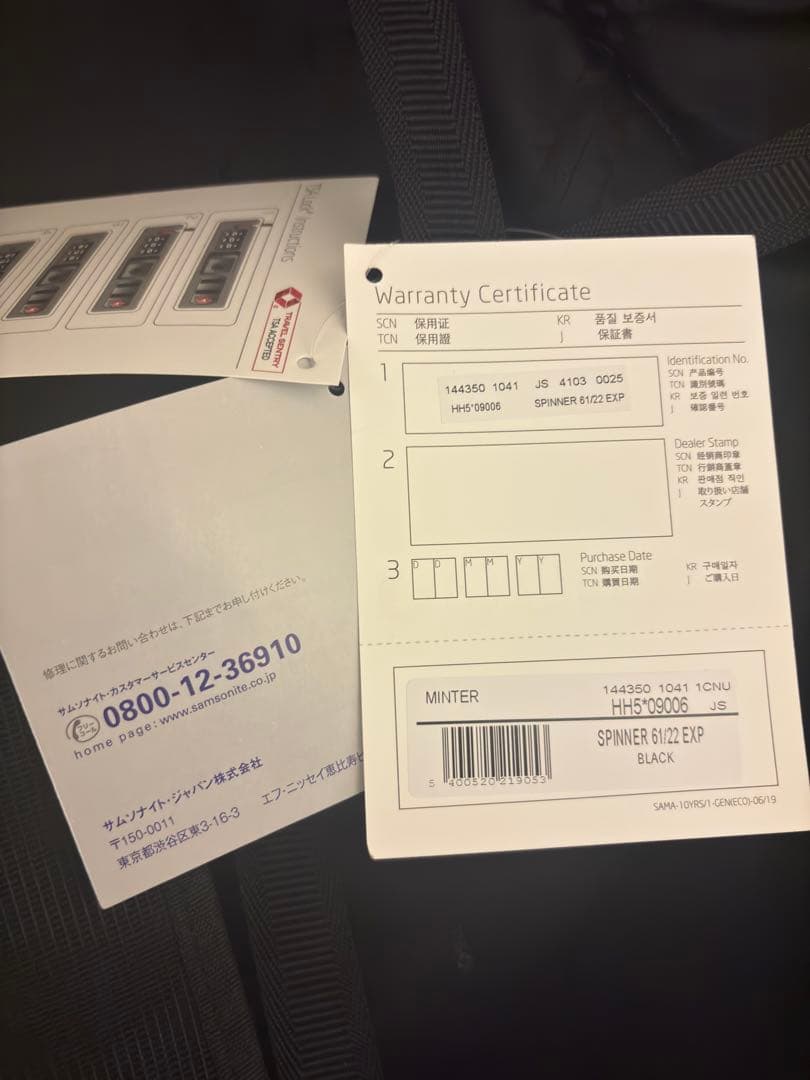 TSA Lock® instructions
TRAVEL SENTRY
TSA ACCEPTED
修理に関するお問い合わせは、下記までお申し付けください。
サムソナイト・カスタマーサービスセンター
フリーコール
0800-12-36910
home page: www.samsonite.co.jp
サムソナイト・ジャパン株式会社
〒150-0011
東京都渋谷区東3-16-3 エフ・ニッセイ恵比寿ビ
Warranty Certificate
SCN 保用证 KR 품질 보증서
TCN 保用證 J 保証書
1
144350 1041 JS 4103 0025
HH5*09006 SPINNER 61/22 EXP
Identification No.
SCN 产品编号
TCN 識別號碼
KR 보증 일련 번호
J 確認番号
2
Dealer Stamp
SCN 经销商印章
TCN 行銷商蓋章
KR 판매점 직인
J 取り扱い店舗
スタンプ
3
D D M M Y Y
Purchase Date
SCN 购买日期 KR 구매일자
TCN 購買日期 J ご購入日
MINTER
144350 1041 1CNU
HH5*09006 JS
SPINNER 61/22 EXP
BLACK
5 400520 219053
SAMA-10YRS/1-GEN(ECO)-06/19